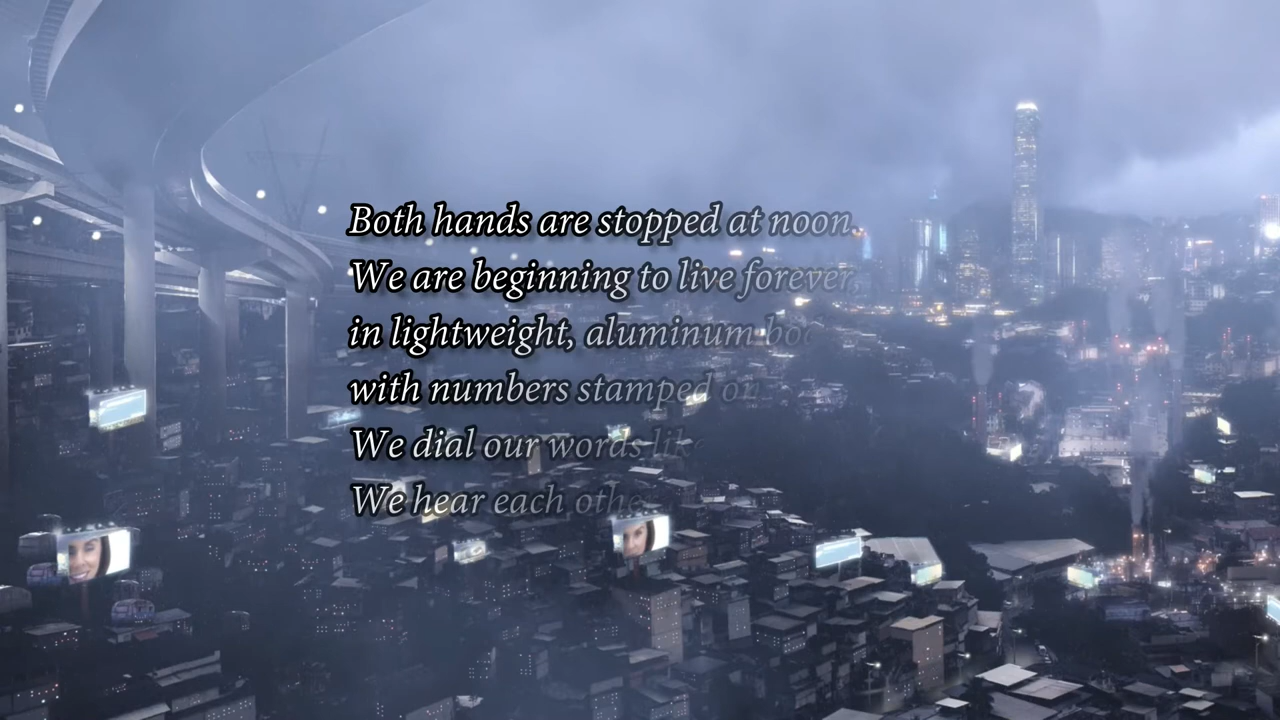 Both hands are stopped at noon.
We are beginning to live forever,
in lightweight, aluminum
with numbers stamped on
We dial our words
We hear each